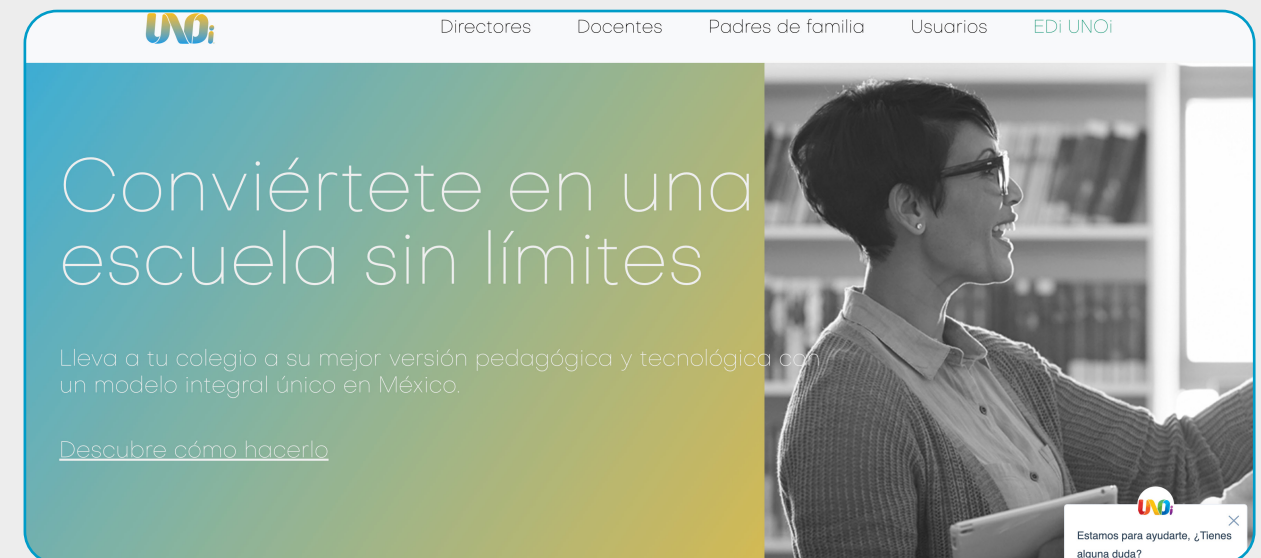 UNOi
Directores Docentes Padres de familia Usuarios EDi UNOi
Conviértete en una
escuela sin límites
Lleva a tu colegio a su mejor versión pedagógica y tecnológica con
un modelo integral único en México.
Descubre cómo hacerlo
UNOi
Estamos para ayudarte, ¿Tienes
alguna duda?